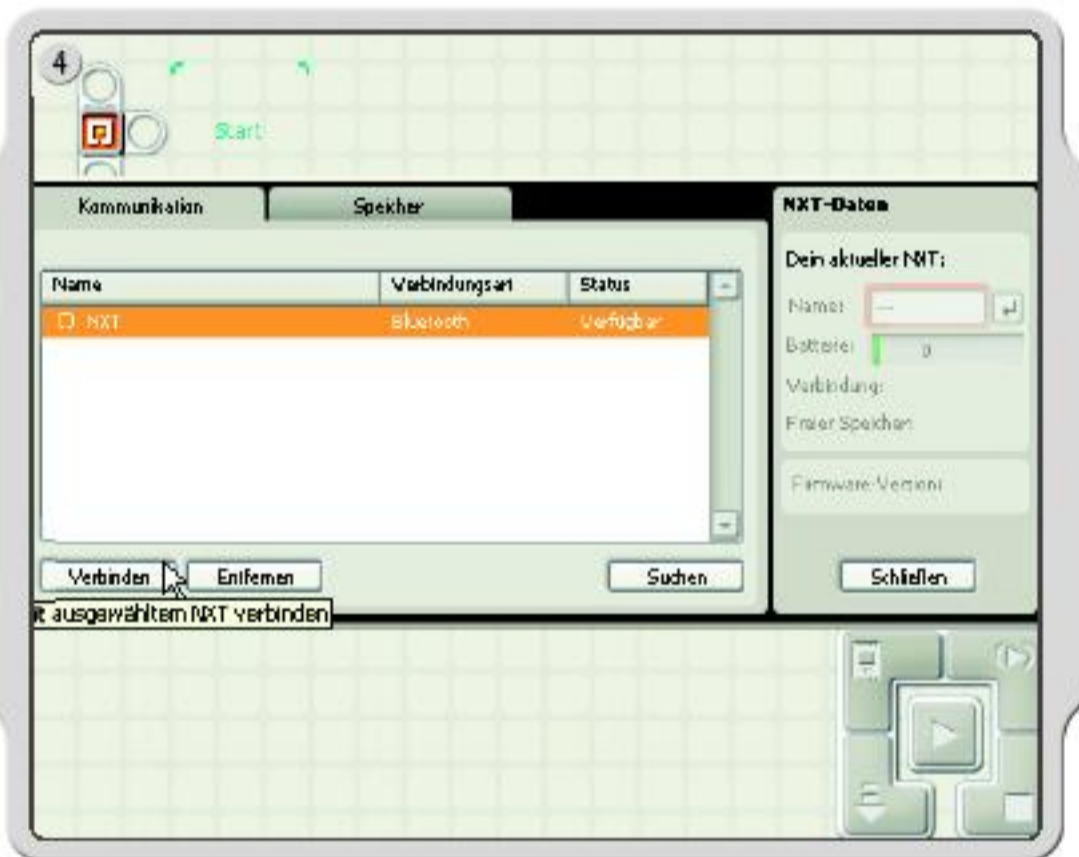 4
Start
Kommunikation Speicher
Name Verbindungsart Status
NXT Bluetooth Verfügbar
Verbinden Entfernen Suchen
t ausgewähltem NXT verbinden
NXT-Daten
Dein aktueller NXT:
Name: ---
Batterie: 0
Verbindung:
Freier Speicher:
Firmware-Version:
Schließen